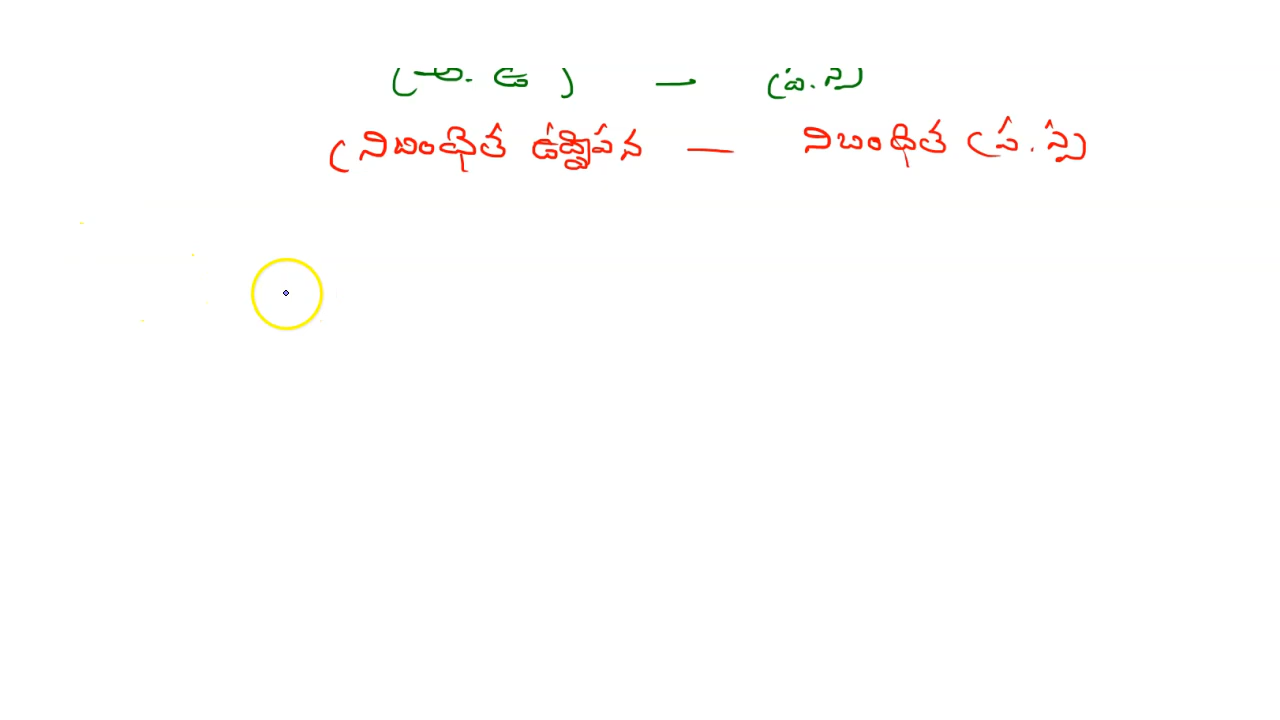 . ఉ ) — (ప్ర. స్ప)
(నిబంధిత ఉద్దీపన — నిబంధిత (ప్ర. స్ప)